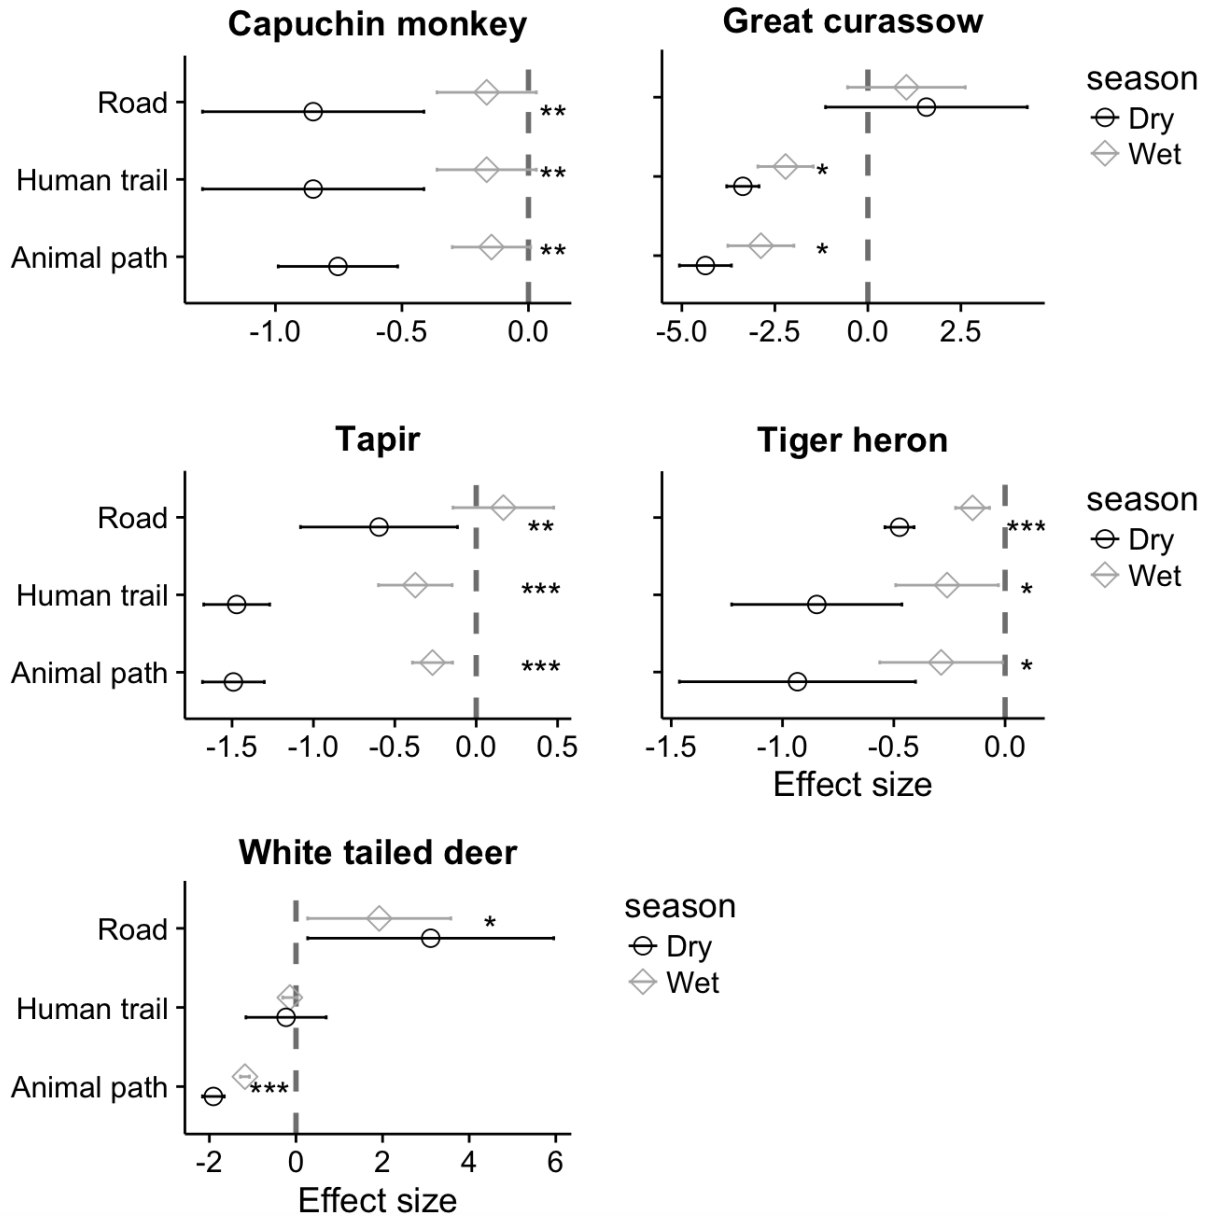 Capuchin monkey
Road
**
Human trail
**
Animal path
**
-1.0 -0.5 0.0
Great curassow
*
*
-5.0 -2.5 0.0 2.5
season
Dry
Wet
Tapir
Road
**
Human trail
***
Animal path
***
-1.5 -1.0 -0.5 0.0 0.5
Tiger heron
***
*
*
-1.5 -1.0 -0.5 0.0
Effect size
season
Dry
Wet
White tailed deer
Road
*
Human trail
Animal path
***
-2 0 2 4 6
Effect size
season
Dry
Wet